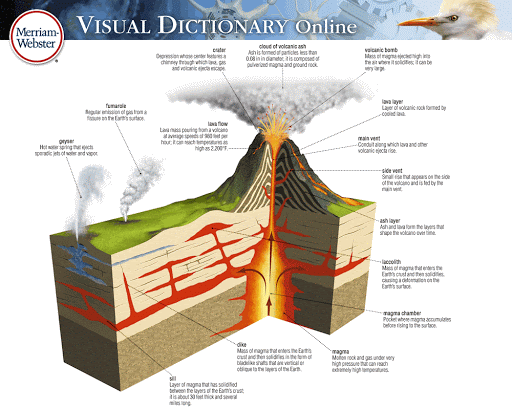 Merriam-
Webster
®
VISUAL DICTIONARY Online
crater
Depression whose center features a
chimney through which lava, gas
and volcanic ejecta escape.
cloud of volcanic ash
Ash is formed of particles less than
0.08 in in diameter; it is composed of
pulverized magma and ground rock.
volcanic bomb
Mass of magma ejected high into
the air where it solidifies; it can be
very large.
fumarole
Regular emission of gas from a
fissure on the Earth's surface.
lava flow
Lava mass pouring from a volcano
at average speeds of 980 feet per
hour; it can reach temperatures as
high as 2,200°F.
lava layer
Layer of volcanic rock formed by
cooled lava.
geyser
Hot water spring that ejects
sporadic jets of water and vapor.
main vent
Conduit along which lava and other
volcanic ejecta rise.
side vent
Small rise that appears on the side
of the volcano and is fed by the
main vent.
ash layer
Ash and lava form the layers that
shape the volcano over time.
laccolith
Mass of magma that enters the
Earth's crust and then solidifies,
causing a deformation on the
Earth's surface.
magma chamber
Pocket where magma accumulates
before rising to the surface.
dike
Mass of magma that enters the Earth's
crust and then solidifies in the form of
bladelike shafts that are vertical or
oblique to the layers of the Earth.
magma
Molten rock and gas under very
high pressure that can reach
extremely high temperatures.
sill
Layer of magma that has solidified
between the layers of the Earth's crust;
it can be about 30 feet thick and several
miles long.